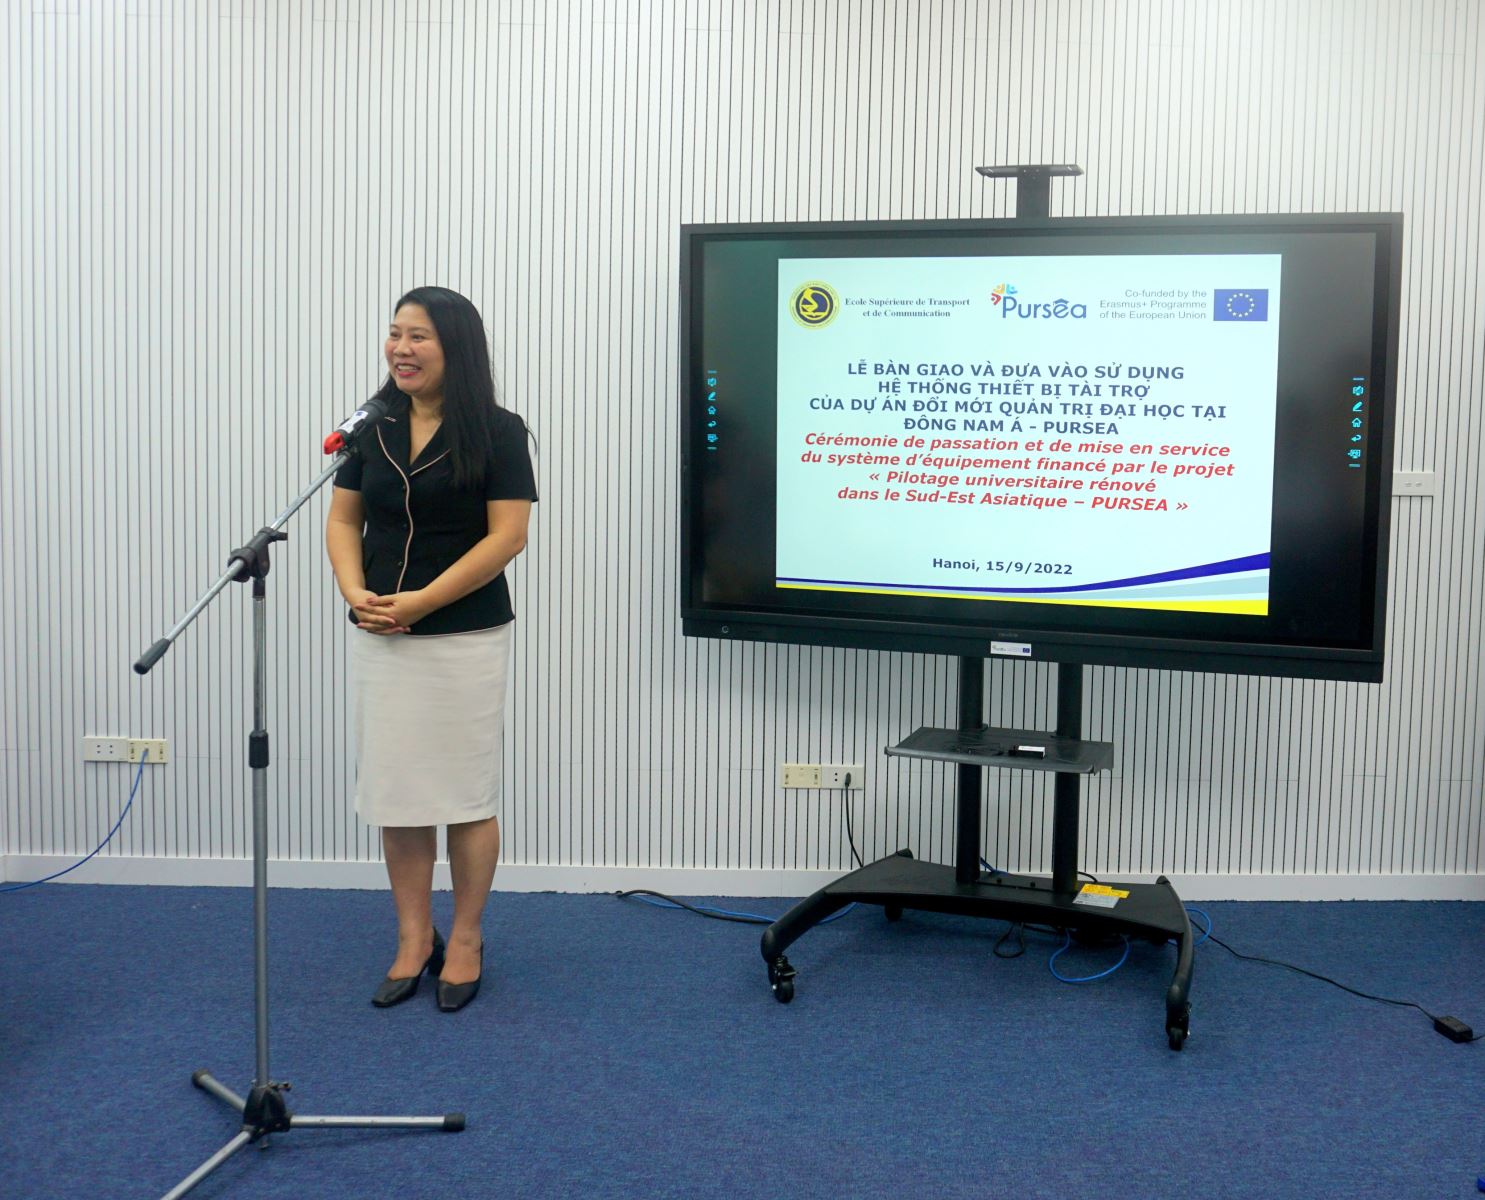 Ecole Supérieure de Transport
et de Communication
Pursea
Co-funded by the
Erasmus+ Programme
of the European Union
LỄ BÀN GIAO VÀ ĐƯA VÀO SỬ DỤNG
HỆ THỐNG THIẾT BỊ TÀI TRỢ
CỦA DỰ ÁN ĐỔI MỚI QUẢN TRỊ ĐẠI HỌC TẠI
ĐÔNG NAM Á - PURSEA
Cérémonie de passation et de mise en service
du système d’équipement financé par le projet
« Pilotage universitaire rénové
dans le Sud-Est Asiatique – PURSEA »
Hanoi, 15/9/2022